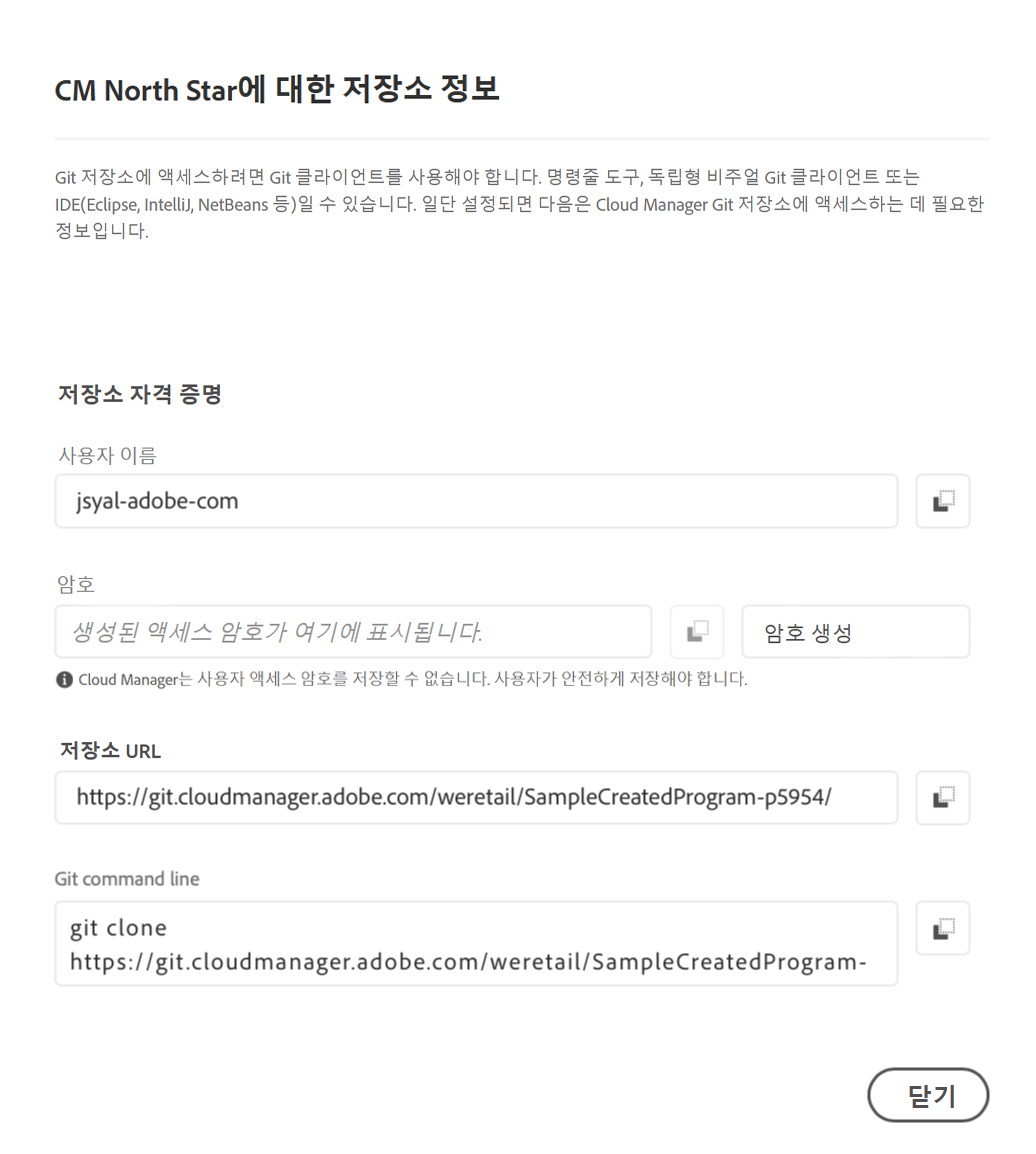 CM North Star에 대한 저장소 정보
Git 저장소에 액세스하려면 Git 클라이언트를 사용해야 합니다. 명령줄 도구, 독립형 비주얼 Git 클라이언트 또는
IDE(Eclipse, IntelliJ, NetBeans 등)일 수 있습니다. 일단 설정되면 다음은 Cloud Manager Git 저장소에 액세스하는 데 필요한
정보입니다.
저장소 자격 증명
사용자 이름
jsyal-adobe-com
암호
생성된 액세스 암호가 여기에 표시됩니다.
암호 생성
Cloud Manager는 사용자 액세스 암호를 저장할 수 없습니다. 사용자가 안전하게 저장해야 합니다.
저장소 URL
https://git.cloudmanager.adobe.com/weretail/SampleCreatedProgram-p5954/
Git command line
git clone
https://git.cloudmanager.adobe.com/weretail/SampleCreatedProgram-
닫기